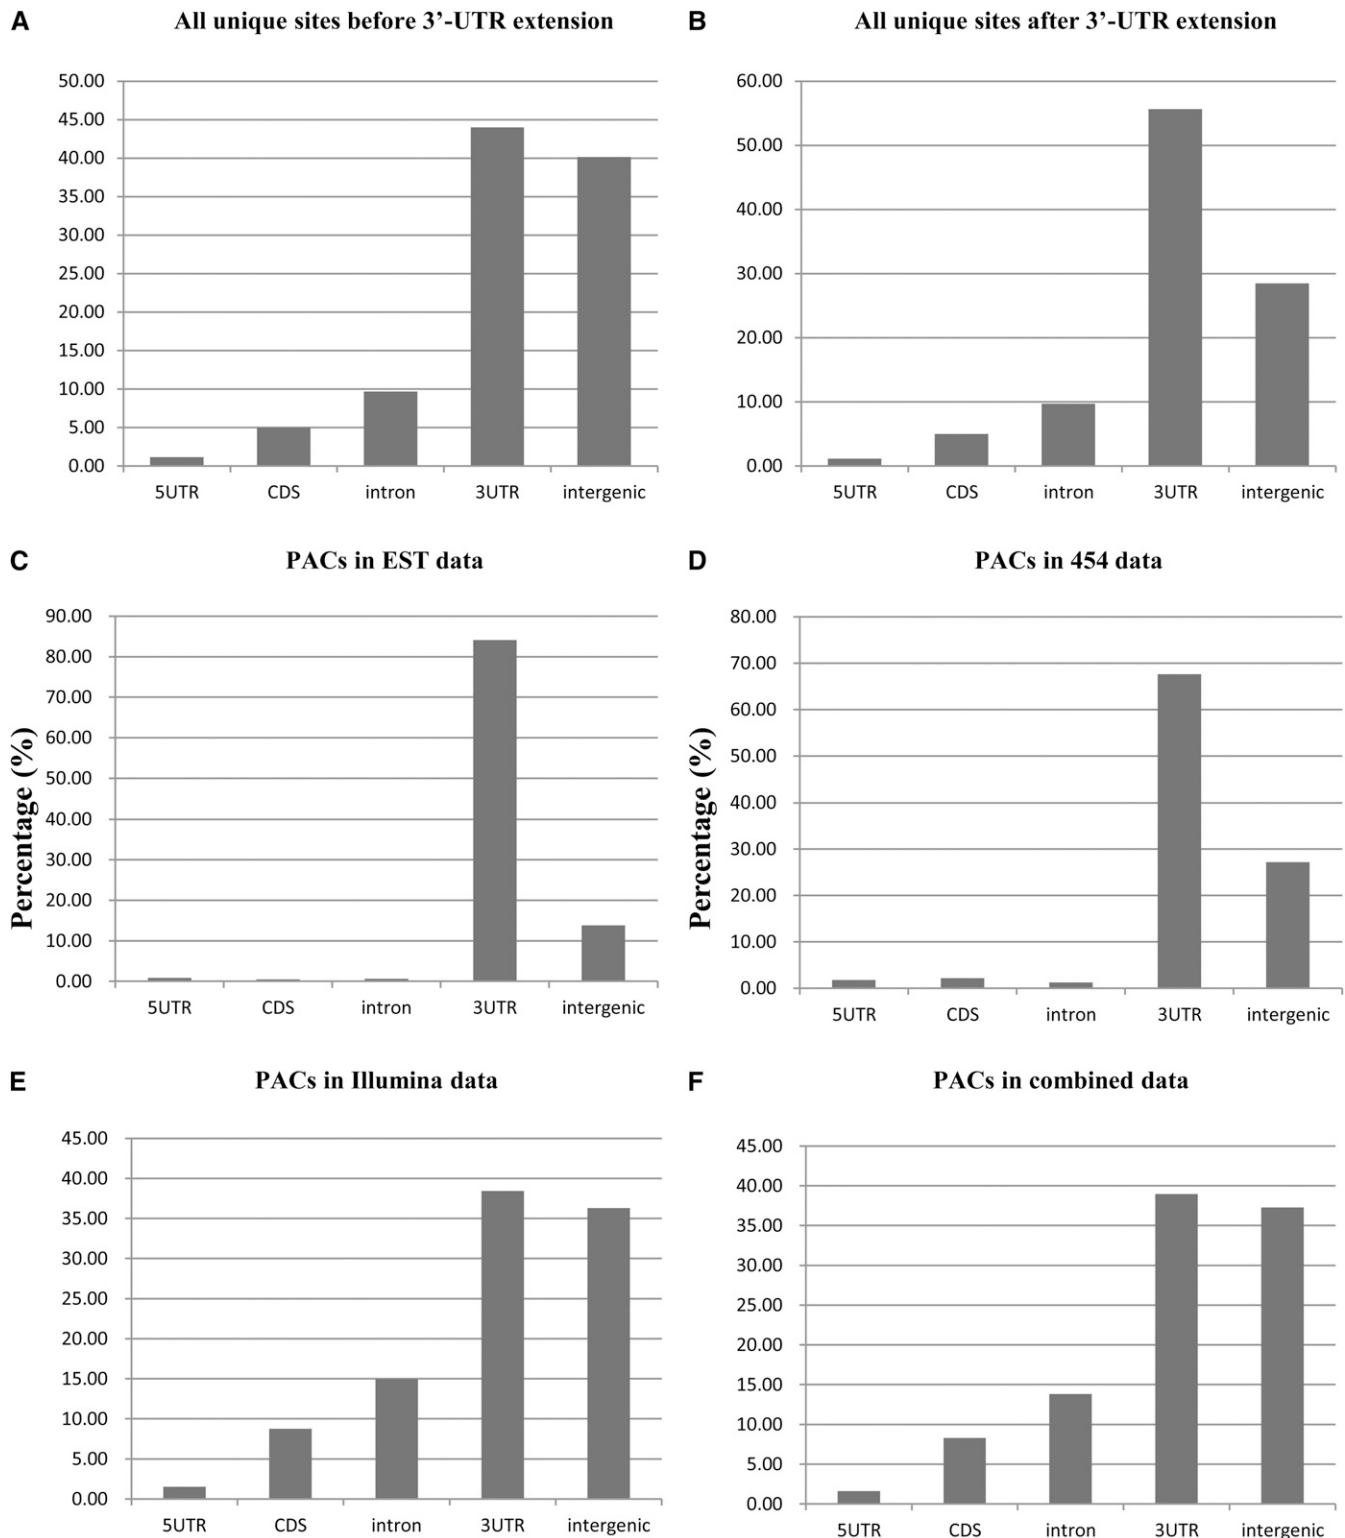 A
All unique sites before 3’-UTR extension
50.00
45.00
40.00
35.00
30.00
25.00
20.00
15.00
10.00
5.00
0.00
5UTR CDS intron 3UTR intergenic
B
All unique sites after 3’-UTR extension
60.00
50.00
40.00
30.00
20.00
10.00
0.00
5UTR CDS intron 3UTR intergenic
C
PACs in EST data
Percentage (%)
90.00
80.00
70.00
60.00
50.00
40.00
30.00
20.00
10.00
0.00
5UTR CDS intron 3UTR intergenic
D
PACs in 454 data
Percentage (%)
80.00
70.00
60.00
50.00
40.00
30.00
20.00
10.00
0.00
5UTR CDS intron 3UTR intergenic
E
PACs in Illumina data
45.00
40.00
35.00
30.00
25.00
20.00
15.00
10.00
5.00
0.00
5UTR CDS intron 3UTR intergenic
F
PACs in combined data
45.00
40.00
35.00
30.00
25.00
20.00
15.00
10.00
5.00
0.00
5UTR CDS intron 3UTR intergenic